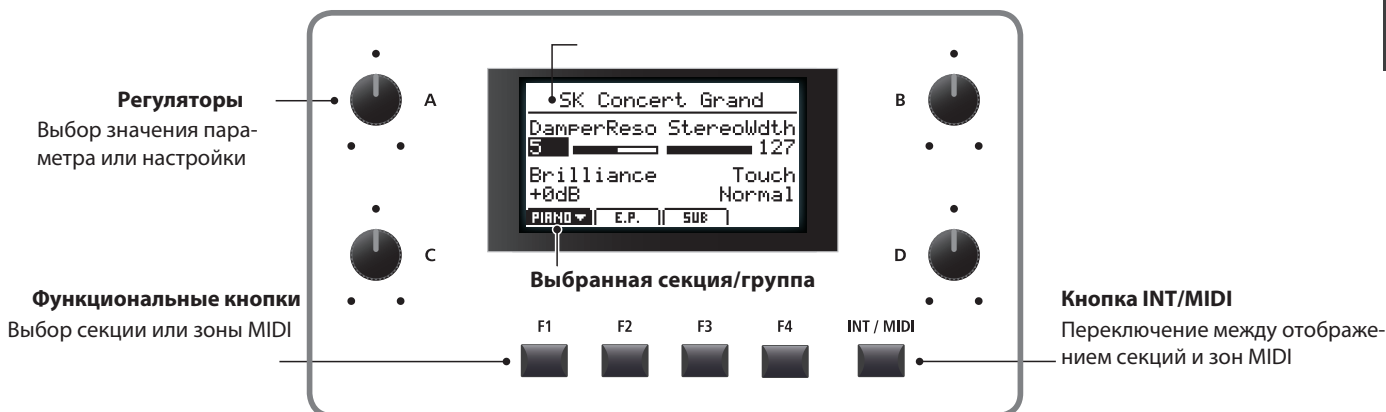 Регуляторы
Выбор значения пара-
метра или настройки
A
B
SK Concert Grand
DamperReso StereoWdth
5 127
Brilliance Touch
+0dB Normal
PIANO E.P. SUB
C
D
Выбранная секция/группа
Функциональные кнопки
Выбор секции или зоны MIDI
F1 F2 F3 F4 INT / MIDI
Кнопка INT/MIDI
Переключение между отображе-
нием секций и зон MIDI